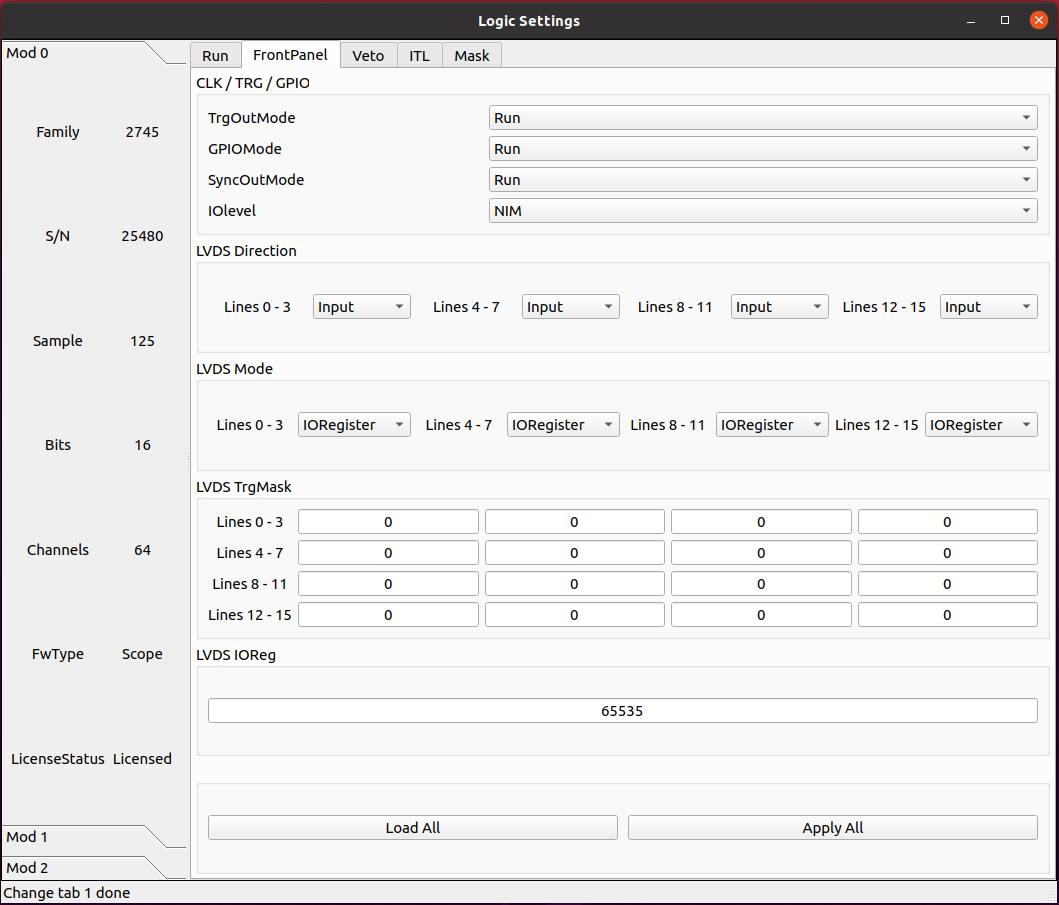 Logic Settings
Mod 0
Run FrontPanel Veto ITL Mask
CLK / TRG / GPIO
TrgOutMode Run
GPIOMode Run
SyncOutMode Run
IOlevel NIM
LVDS Direction
Lines 0 - 3 Input Lines 4 - 7 Input Lines 8 - 11 Input Lines 12 - 15 Input
LVDS Mode
Lines 0 - 3 IORegister Lines 4 - 7 IORegister Lines 8 - 11 IORegister Lines 12 - 15 IORegister
LVDS TrgMask
Lines 0 - 3 0 0 0 0
Lines 4 - 7 0 0 0 0
Lines 8 - 11 0 0 0 0
Lines 12 - 15 0 0 0 0
LVDS IOReg
65535
Load All Apply All
Family 2745
S/N 25480
Sample 125
Bits 16
Channels 64
FwType Scope
LicenseStatus Licensed
Mod 1
Mod 2
Change tab 1 done